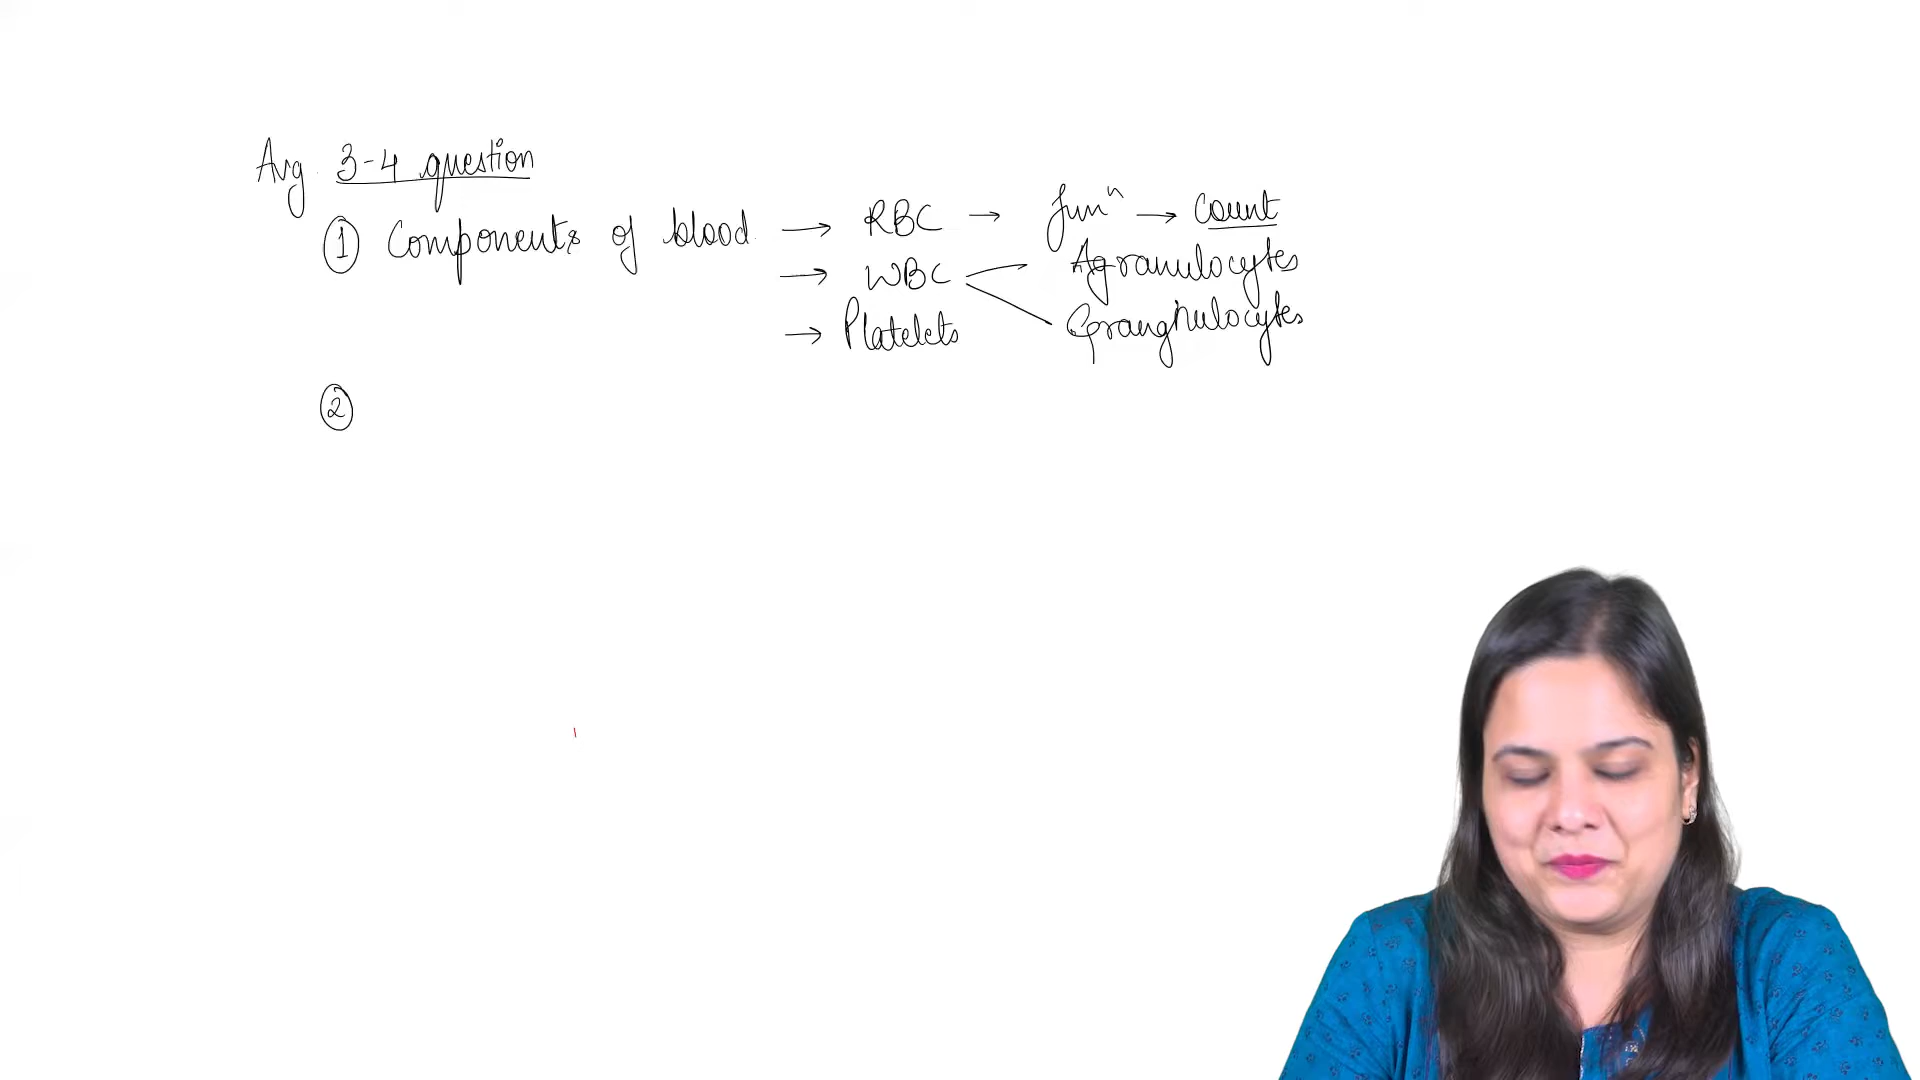 Avg. 3-4 question
① Components of blood → RBC → funⁿ → Count
→ WBC Agranulocytes
→ Platelets Granulocytes
②